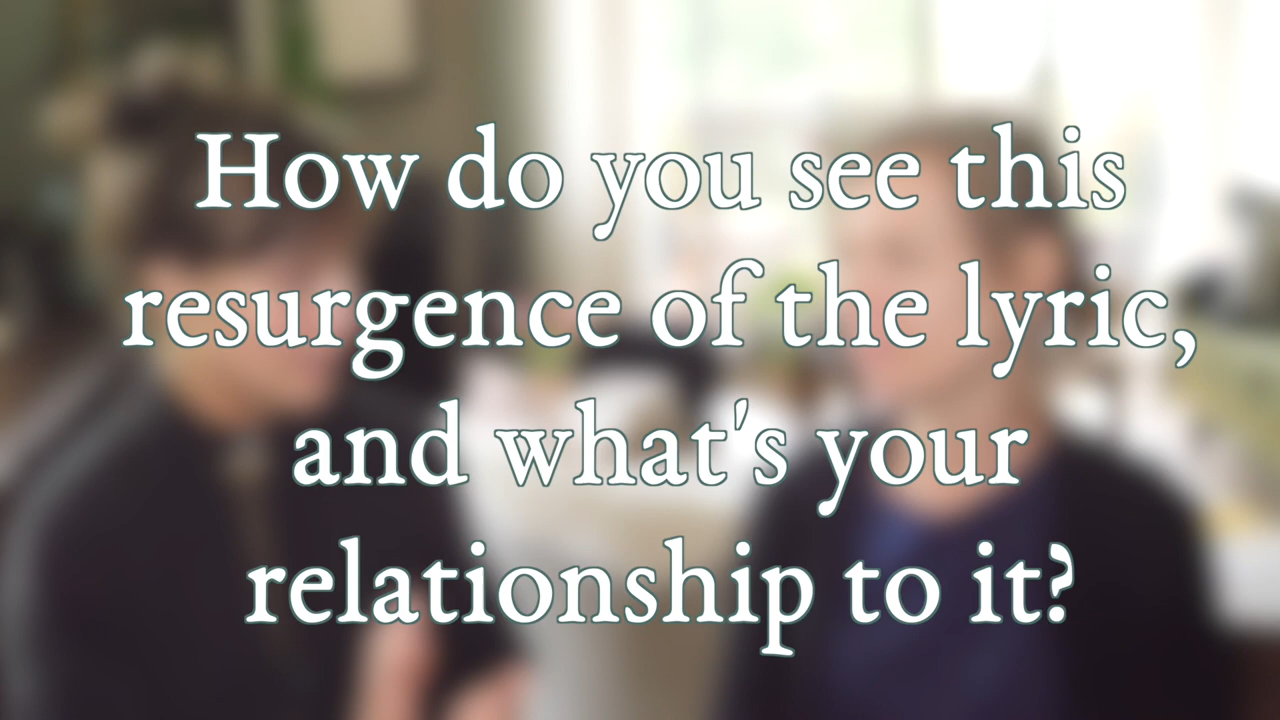 How do you see this
resurgence of the lyric,
and what's your
relationship to it?